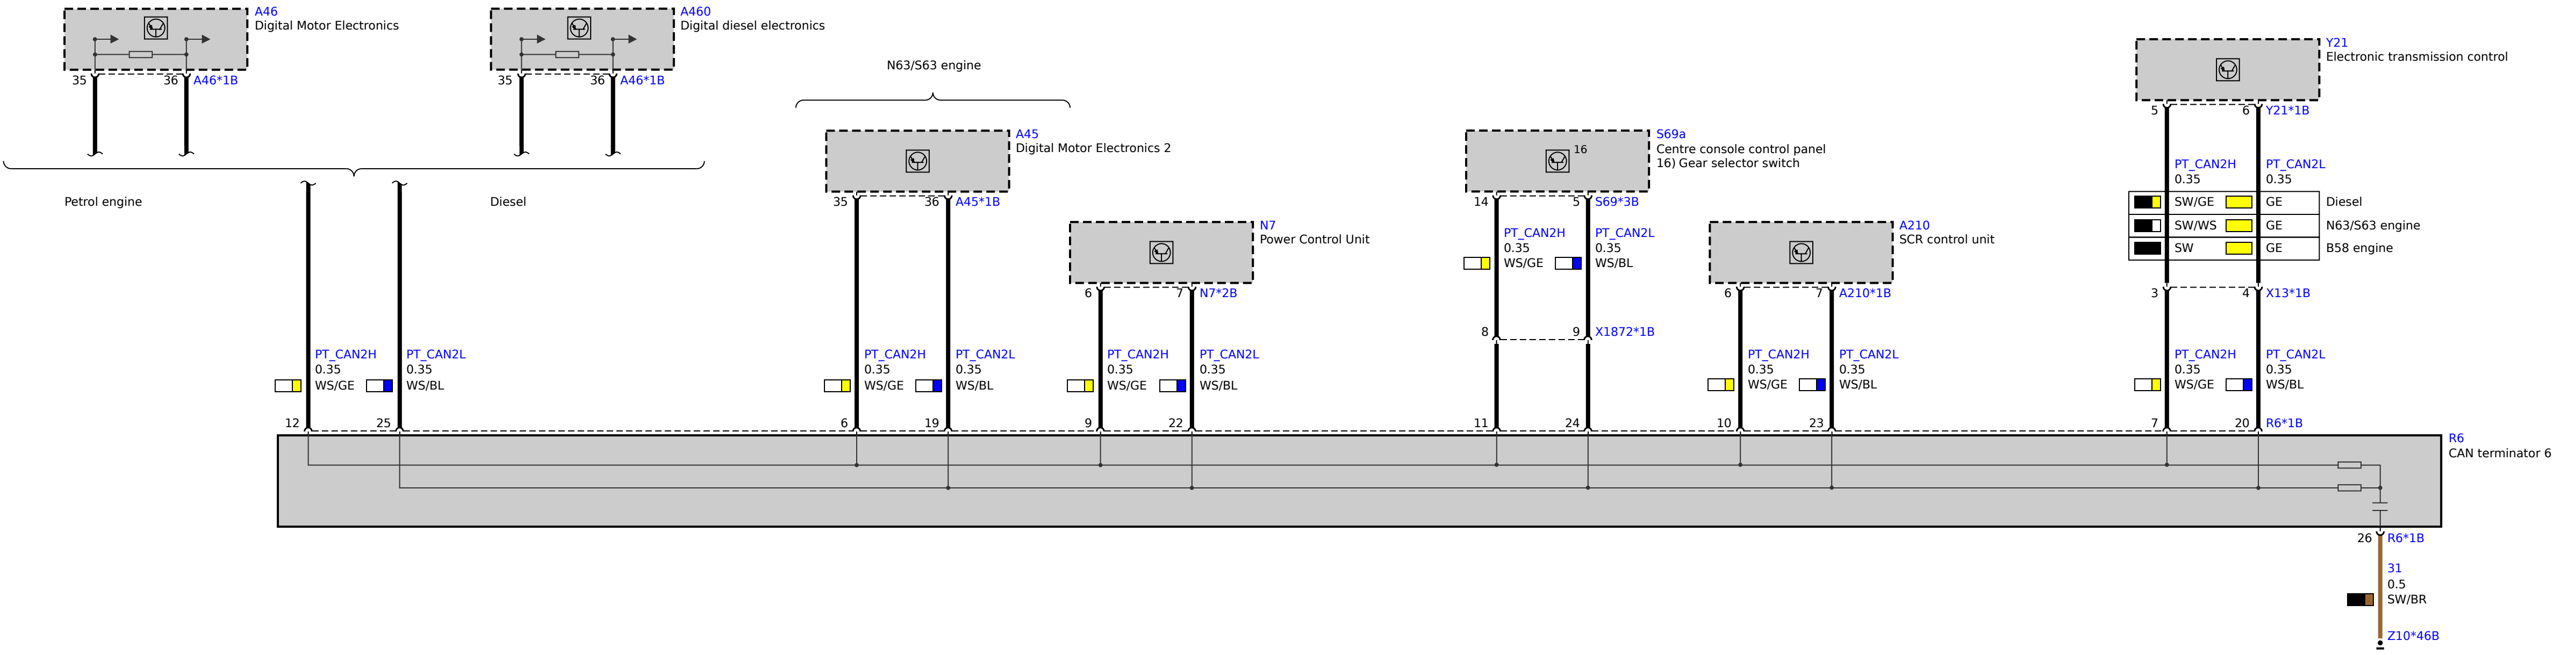 A46
Digital Motor Electronics
35
36
A46*1B
A460
Digital diesel electronics
35
36
A46*1B
Petrol engine
Diesel
PT_CAN2H
0.35
WS/GE
PT_CAN2L
0.35
WS/BL
12
25
N63/S63 engine
A45
Digital Motor Electronics 2
35
36
A45*1B
PT_CAN2H
0.35
WS/GE
PT_CAN2L
0.35
WS/BL
6
19
N7
Power Control Unit
6
7
N7*2B
PT_CAN2H
0.35
WS/GE
PT_CAN2L
0.35
WS/BL
9
22
16
S69a
Centre console control panel
16) Gear selector switch
14
5
S69*3B
PT_CAN2H
0.35
WS/GE
PT_CAN2L
0.35
WS/BL
8
9
X1872*1B
11
24
A210
SCR control unit
6
7
A210*1B
PT_CAN2H
0.35
WS/GE
PT_CAN2L
0.35
WS/BL
10
23
Y21
Electronic transmission control
5
6
Y21*1B
PT_CAN2H
0.35
PT_CAN2L
0.35
SW/GE GE Diesel
SW/WS GE N63/S63 engine
SW GE B58 engine
3
4
X13*1B
PT_CAN2H
0.35
WS/GE
PT_CAN2L
0.35
WS/BL
7
20
R6*1B
R6
CAN terminator 6
26
R6*1B
31
0.5
SW/BR
Z10*46B